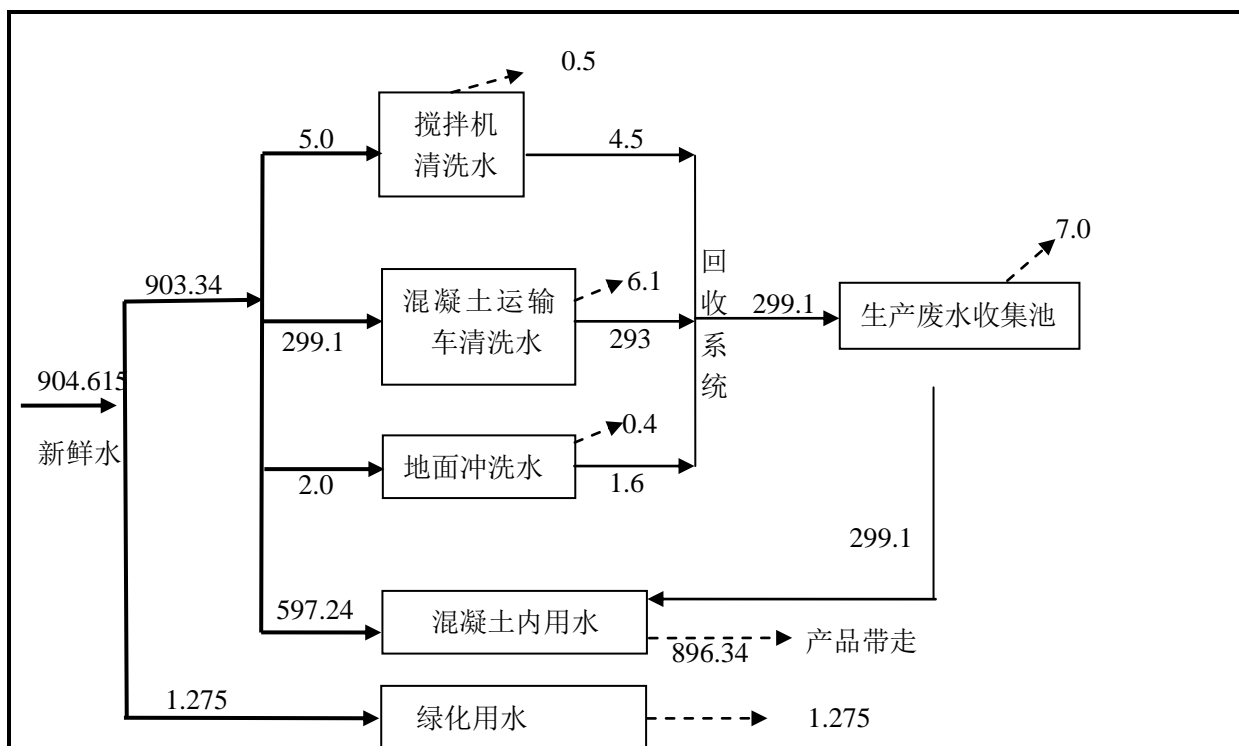 0.5
搅拌机
清洗水
5.0
4.5
7.0
903.34
混凝土运输
车清洗水
6.1
299.1
293
回
收
系
统
299.1
生产废水收集池
904.615
新鲜水
0.4
地面冲洗水
2.0
1.6
299.1
597.24
混凝土内用水
896.34
产品带走
1.275
绿化用水
1.275